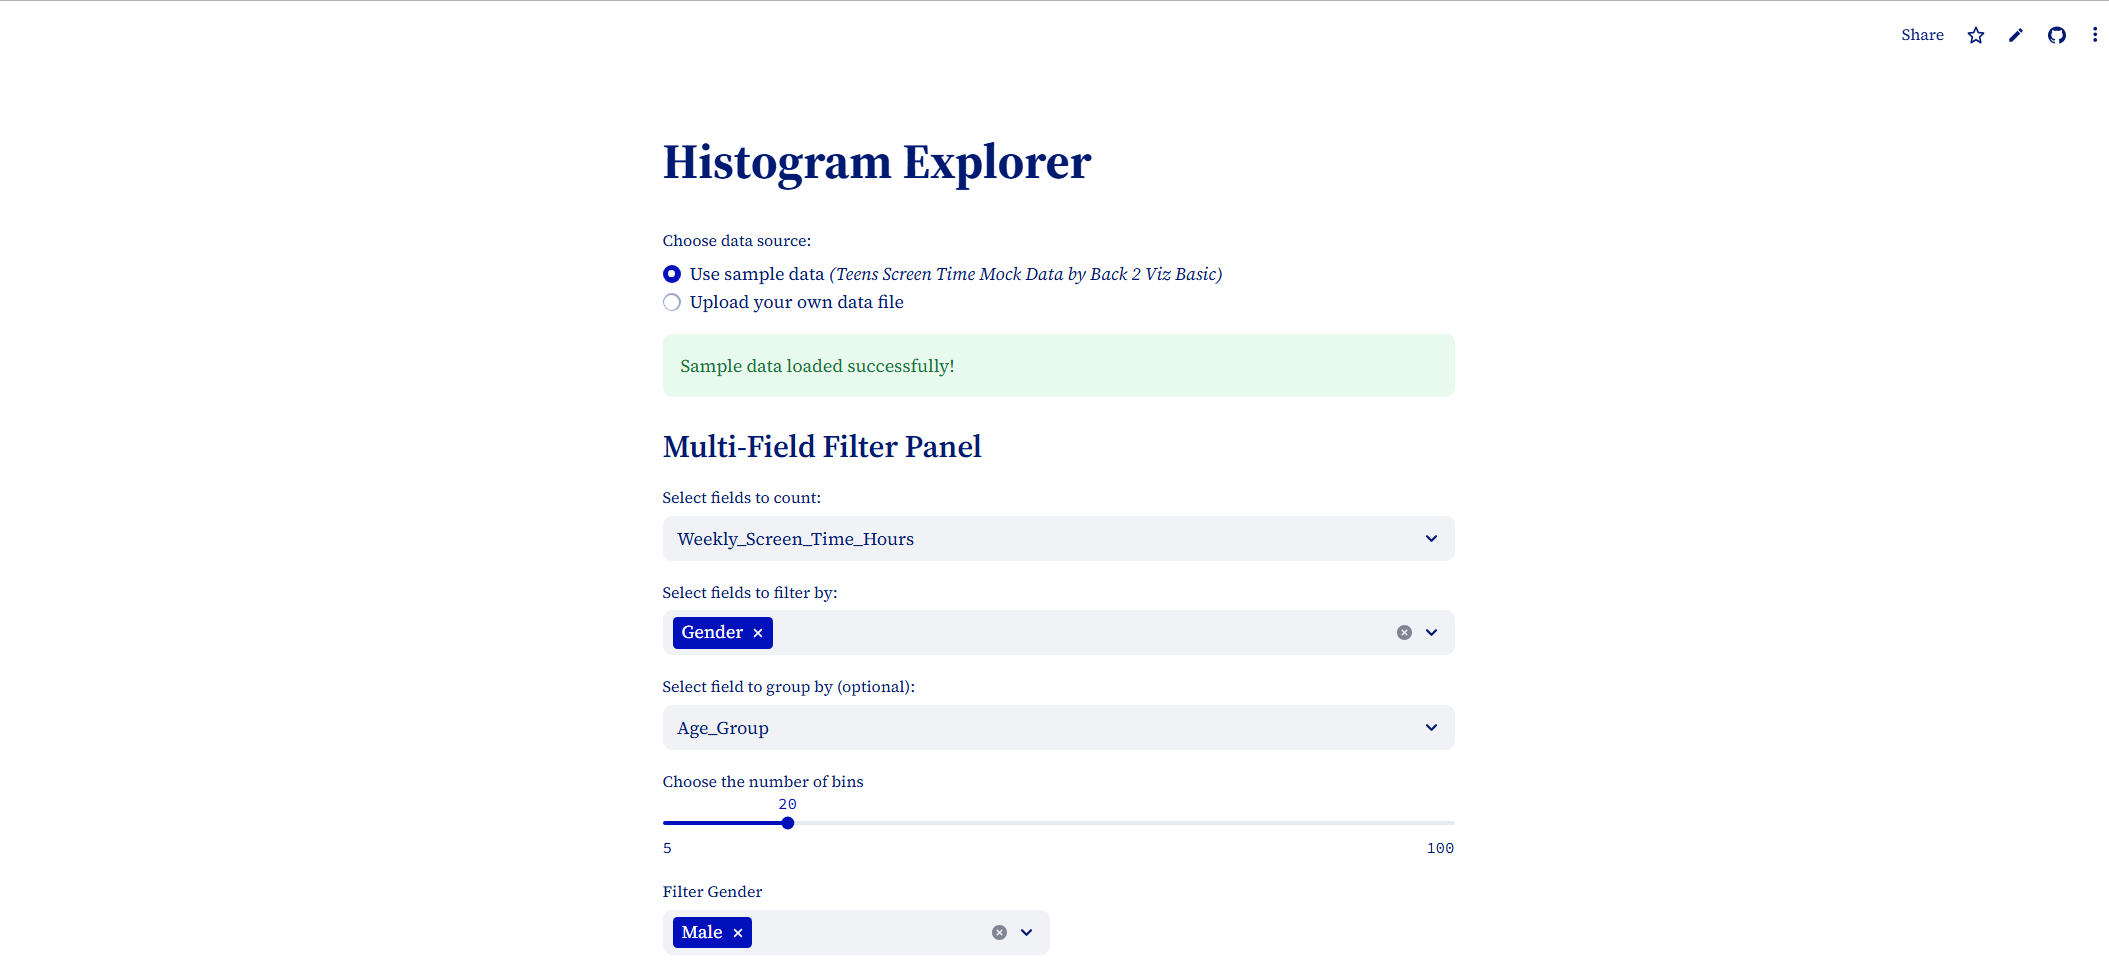 Share
Histogram Explorer
Choose data source:
Use sample data (Teens Screen Time Mock Data by Back 2 Viz Basic)
Upload your own data file
Sample data loaded successfully!
Multi-Field Filter Panel
Select fields to count:
Weekly_Screen_Time_Hours
Select fields to filter by:
Gender
Select field to group by (optional):
Age_Group
Choose the number of bins
20
5 100
Filter Gender
Male